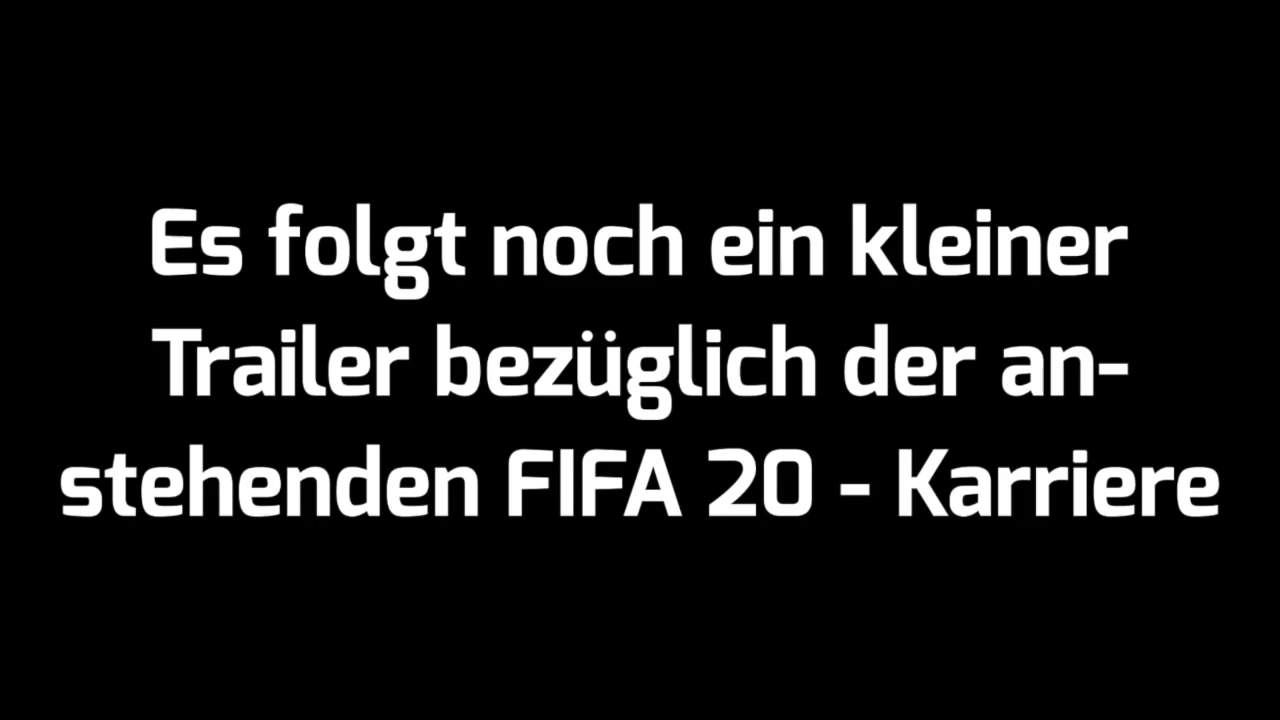 Es folgt noch ein kleiner
Trailer bezüglich der an-
stehenden FIFA 20 - Karriere